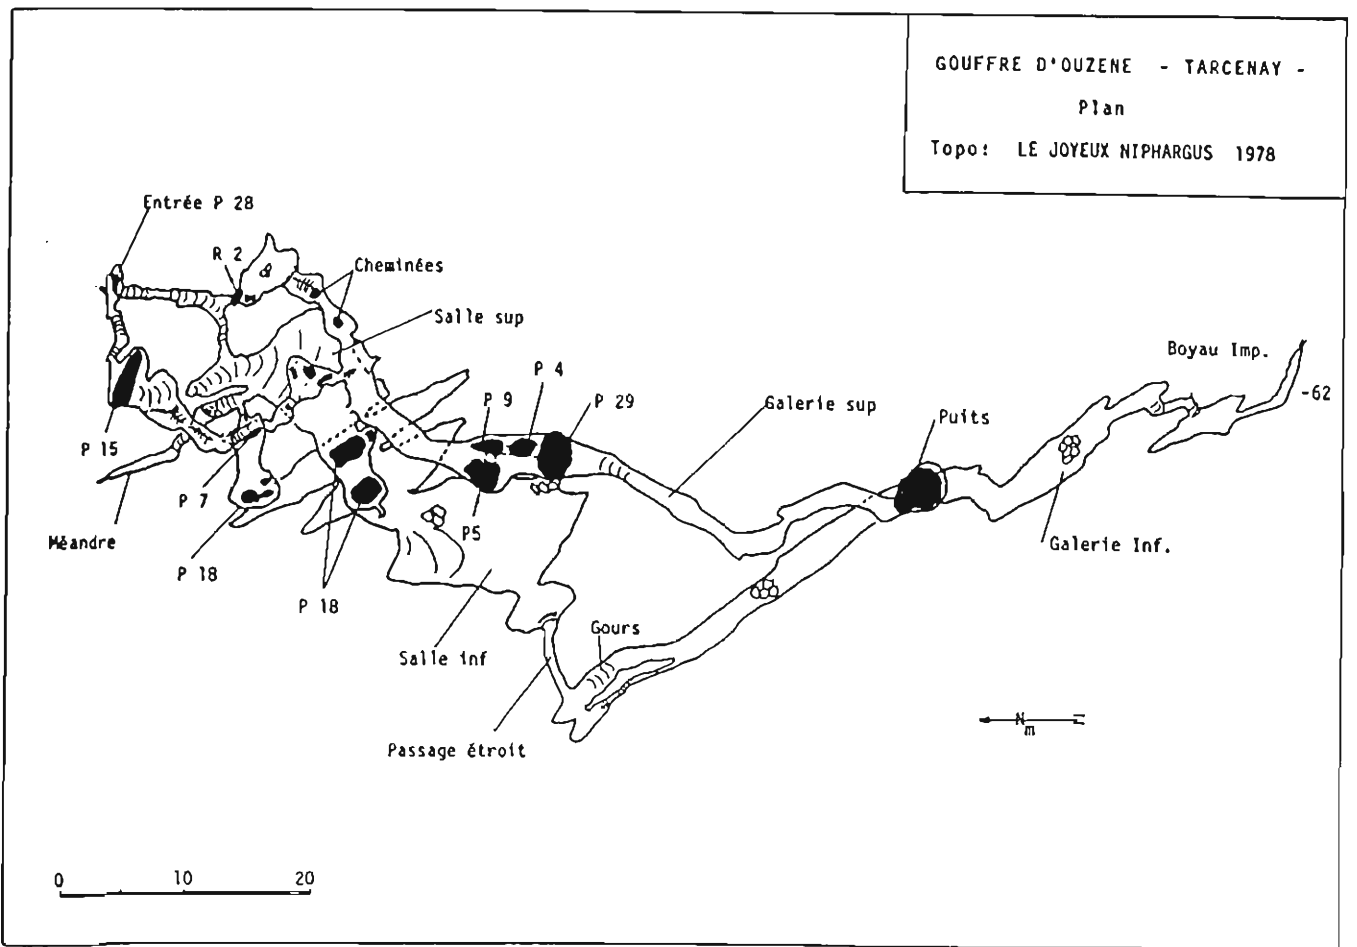 GOUFFRE D'OUZENE - TARCENAY -
Plan
Topo: LE JOYEUX NIPHARGUS 1978
Entrée P 28
R 2
Cheminées
Salle sup
Boyau Imp.
P 4
-62
P 9
P 29
Galerie sup
Puits
P 15
P 7
P5
Méandre
Galerie Inf.
P 18
P 18
Gours
Salle inf
Nm
Passage étroit
0 10 20